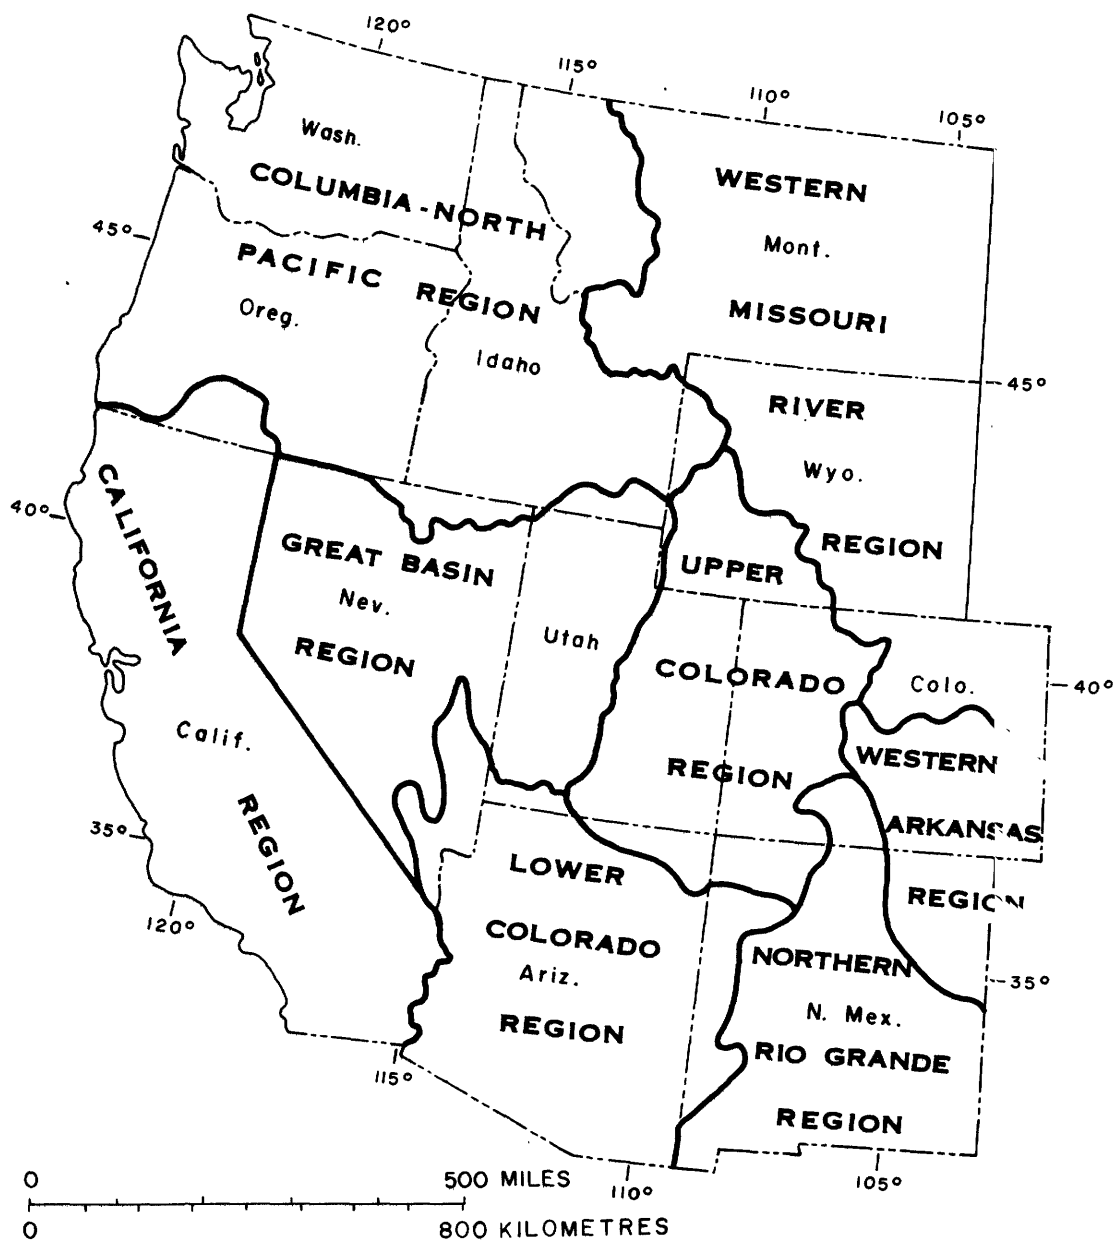 120°
115°
110°
105°
Wash.
COLUMBIA-NORTH
PACIFIC REGION
Oreg.
Idaho
45°
WESTERN
Mont.
MISSOURI
RIVER
Wyo.
REGION
45°
40°
CALIFORNIA
Calif.
REGION
35°
120°
GREAT BASIN
Nev.
REGION
Utah
UPPER
COLORADO
REGION
Colo.
40°
WESTERN
ARKANSAS
REGION
LOWER
COLORADO
Ariz.
REGION
NORTHERN
N. Mex.
RIO GRANDE
REGION
35°
115°
110°
105°
0 500 MILES
0 800 KILOMETRES